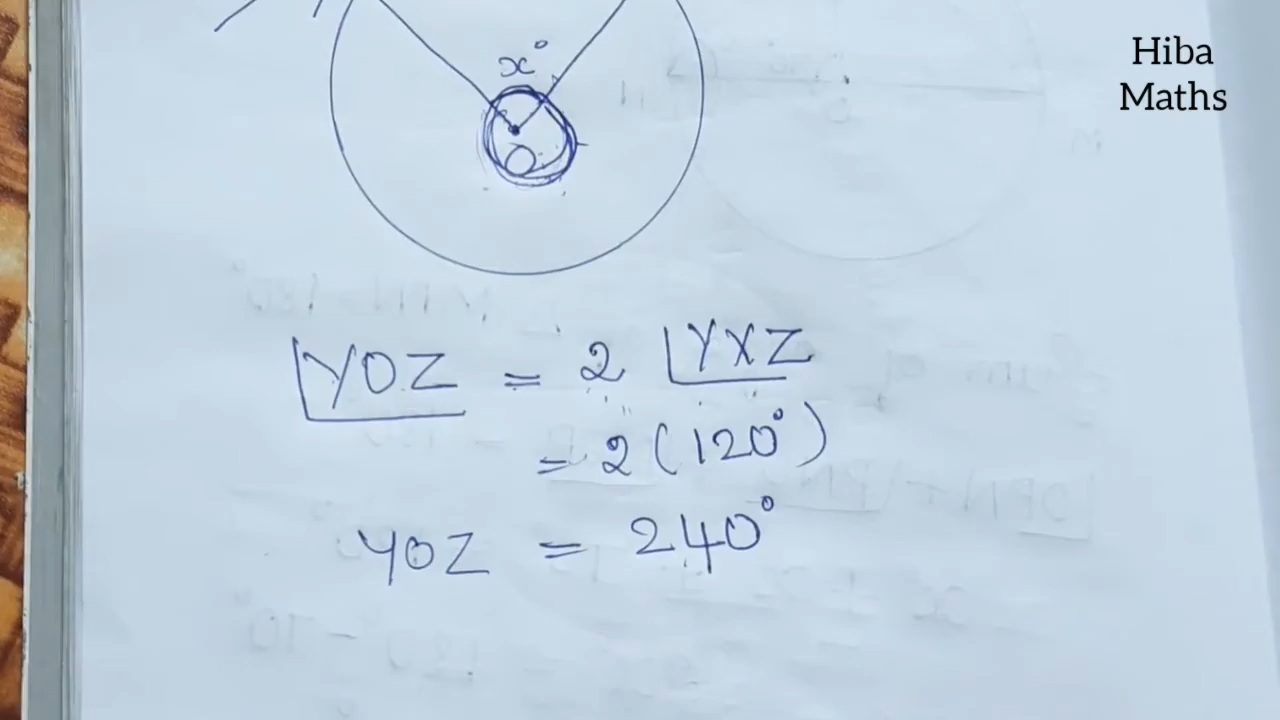 Hiba
Maths
x°
O
∠YOZ = 2 ∠YXZ
= 2(120°)
YOZ = 240°